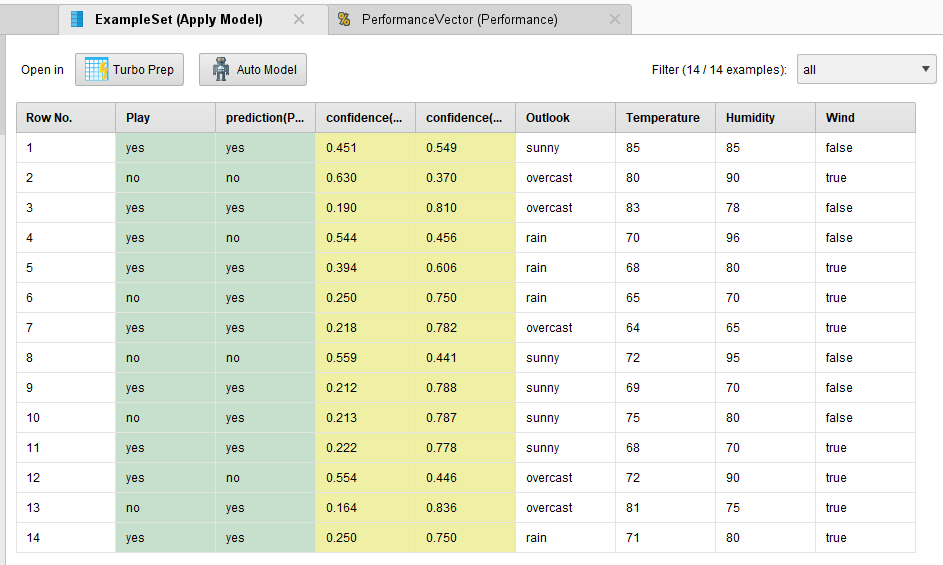 ExampleSet (Apply Model) PerformanceVector (Performance)
Open in Turbo Prep Auto Model Filter (14 / 14 examples): all
Row No. Play prediction(P... confidence(... confidence(... Outlook Temperature Humidity Wind
1 yes yes 0.451 0.549 sunny 85 85 false
2 no no 0.630 0.370 overcast 80 90 true
3 yes yes 0.190 0.810 overcast 83 78 false
4 yes no 0.544 0.456 rain 70 96 false
5 yes yes 0.394 0.606 rain 68 80 true
6 no yes 0.250 0.750 rain 65 70 true
7 yes yes 0.218 0.782 overcast 64 65 true
8 no no 0.559 0.441 sunny 72 95 false
9 yes yes 0.212 0.788 sunny 69 70 false
10 no yes 0.213 0.787 sunny 75 80 false
11 yes yes 0.222 0.778 sunny 68 70 true
12 yes no 0.554 0.446 overcast 72 90 true
13 no yes 0.164 0.836 overcast 81 75 true
14 yes yes 0.250 0.750 rain 71 80 true